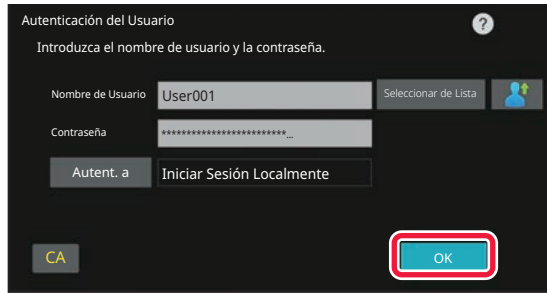 Autenticación del Usuario
?
Introduzca el nombre de usuario y la contraseña.
Nombre de Usuario User001 Seleccionar de Lista
Contraseña *************************...
Autent. a Iniciar Sesión Localmente
CA OK